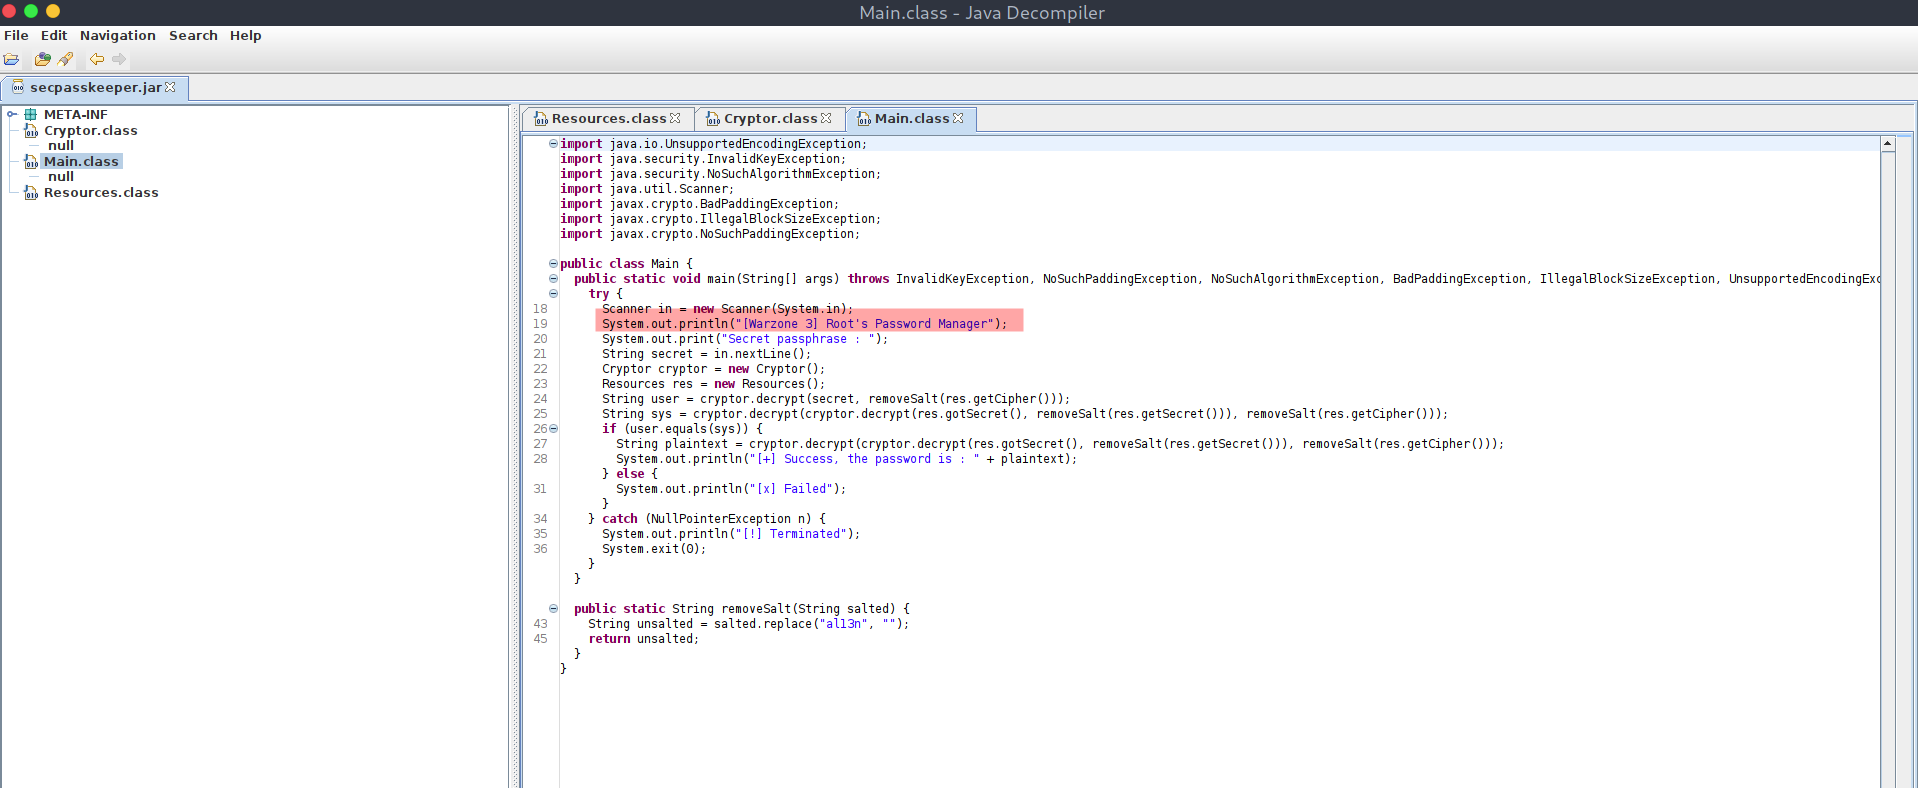 Main.class - Java Decompiler
File Edit Navigation Search Help
secpasskeeper.jar
META-INF
Cryptor.class
null
Main.class
null
Resources.class
Resources.class Cryptor.class Main.class
import java.io.UnsupportedEncodingException;
import java.security.InvalidKeyException;
import java.security.NoSuchAlgorithmException;
import java.util.Scanner;
import javax.crypto.BadPaddingException;
import javax.crypto.IllegalBlockSizeException;
import javax.crypto.NoSuchPaddingException;
public class Main {
public static void main(String[] args) throws InvalidKeyException, NoSuchPaddingException, NoSuchAlgorithmException, BadPaddingException, IllegalBlockSizeException, UnsupportedEncodingExc
try {
18 Scanner in = new Scanner(System.in);
19 System.out.println("[Warzone 3] Root's Password Manager");
20 System.out.print("Secret passphrase : ");
21 String secret = in.nextLine();
22 Cryptor cryptor = new Cryptor();
23 Resources res = new Resources();
24 String user = cryptor.decrypt(secret, removeSalt(res.getCipher()));
25 String sys = cryptor.decrypt(cryptor.decrypt(res.gotSecret(), removeSalt(res.getSecret())), removeSalt(res.getCipher()));
26 if (user.equals(sys)) {
27 String plaintext = cryptor.decrypt(cryptor.decrypt(res.gotSecret(), removeSalt(res.getSecret())), removeSalt(res.getCipher()));
28 System.out.println("[+] Success, the password is : " + plaintext);
} else {
31 System.out.println("[x] Failed");
}
34 } catch (NullPointerException n) {
35 System.out.println("[!] Terminated");
36 System.exit(0);
}
}
public static String removeSalt(String salted) {
43 String unsalted = salted.replace("al13n", "");
45 return unsalted;
}
}